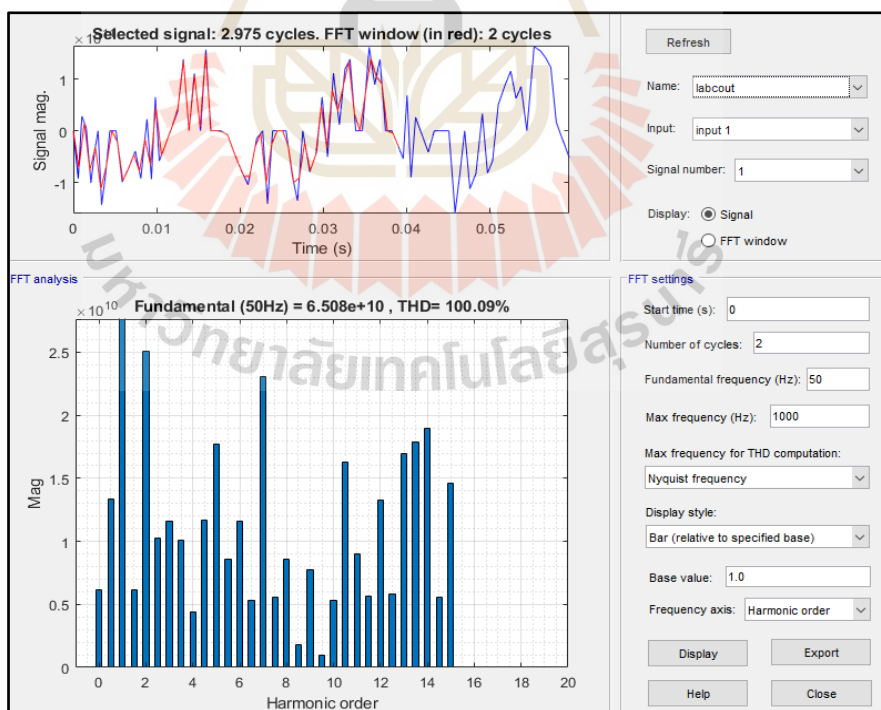 Selected signal: 2.975 cycles. FFT window (in red): 2 cycles
1
0
-1
Signal mag.
0
0.01
0.02
0.03
0.04
0.05
Time (s)
Refresh
Name:
Iabcout
Input:
input 1
Signal number:
1
Display:
Signal
FFT window
มหาวิทยาลัยเทคโนโลยีสุรนารี
FFT analysis
×10^10
Fundamental (50Hz) = 6.508e+10 , THD= 100.09%
2.5
2
1.5
1
0.5
0
Mag
0
2
4
6
8
10
12
14
16
18
20
Harmonic order
FFT settings
Start time (s):
0
Number of cycles:
2
Fundamental frequency (Hz):
50
Max frequency (Hz):
1000
Max frequency for THD computation:
Nyquist frequency
Display style:
Bar (relative to specified base)
Base value:
1.0
Frequency axis:
Harmonic order
Display
Export
Help
Close